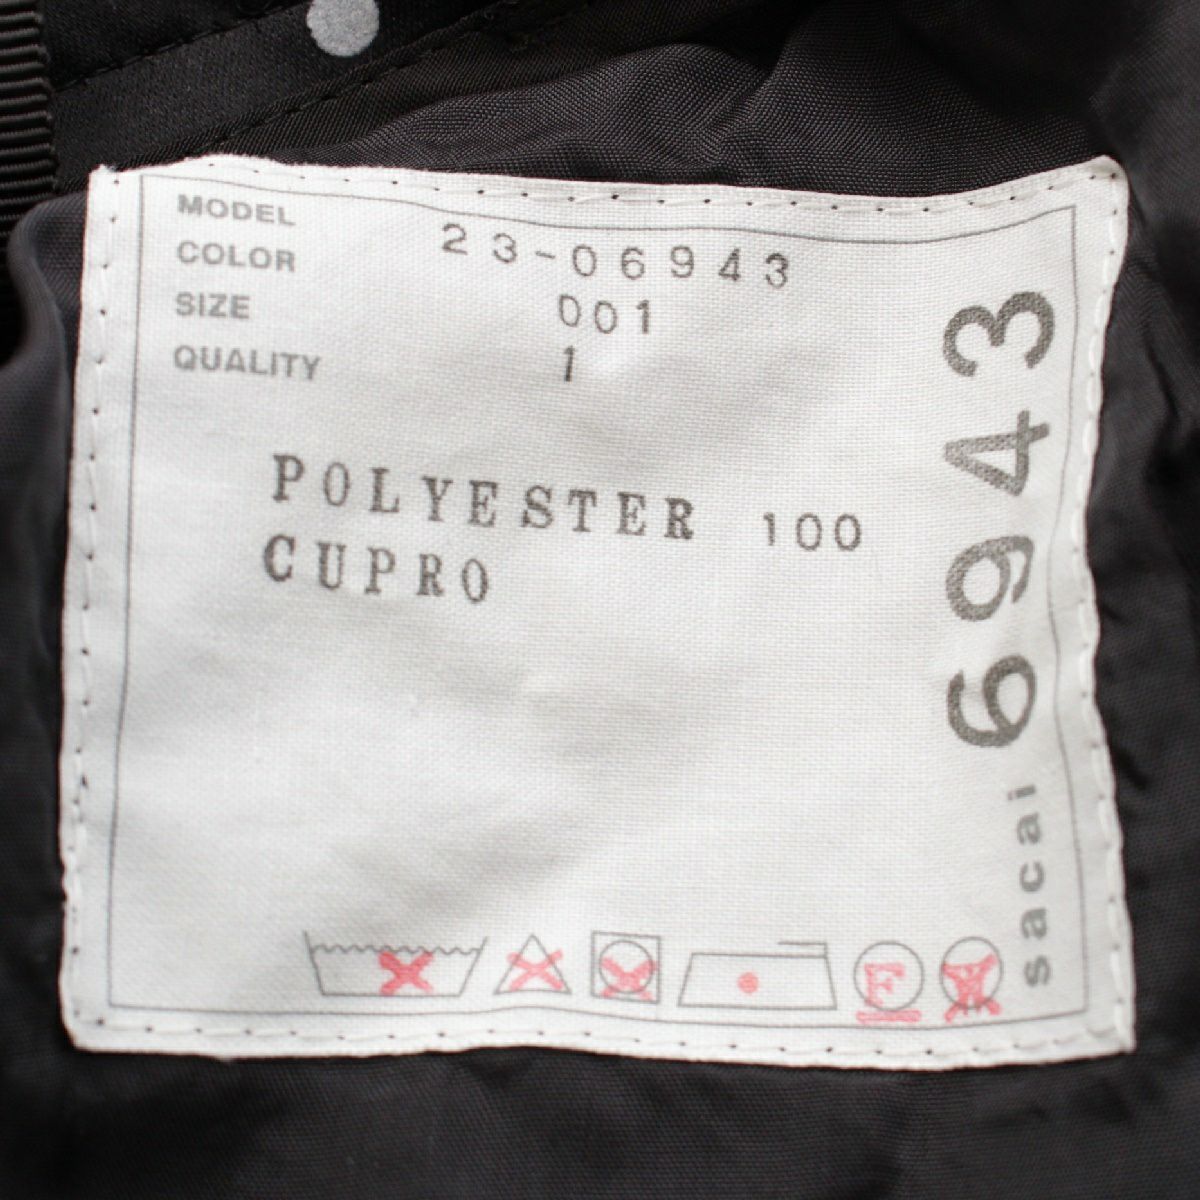 MODEL 23-06943
COLOR 001
SIZE 1
QUALITY
POLYESTER 100
CUPRO
6943
sacai
F
W